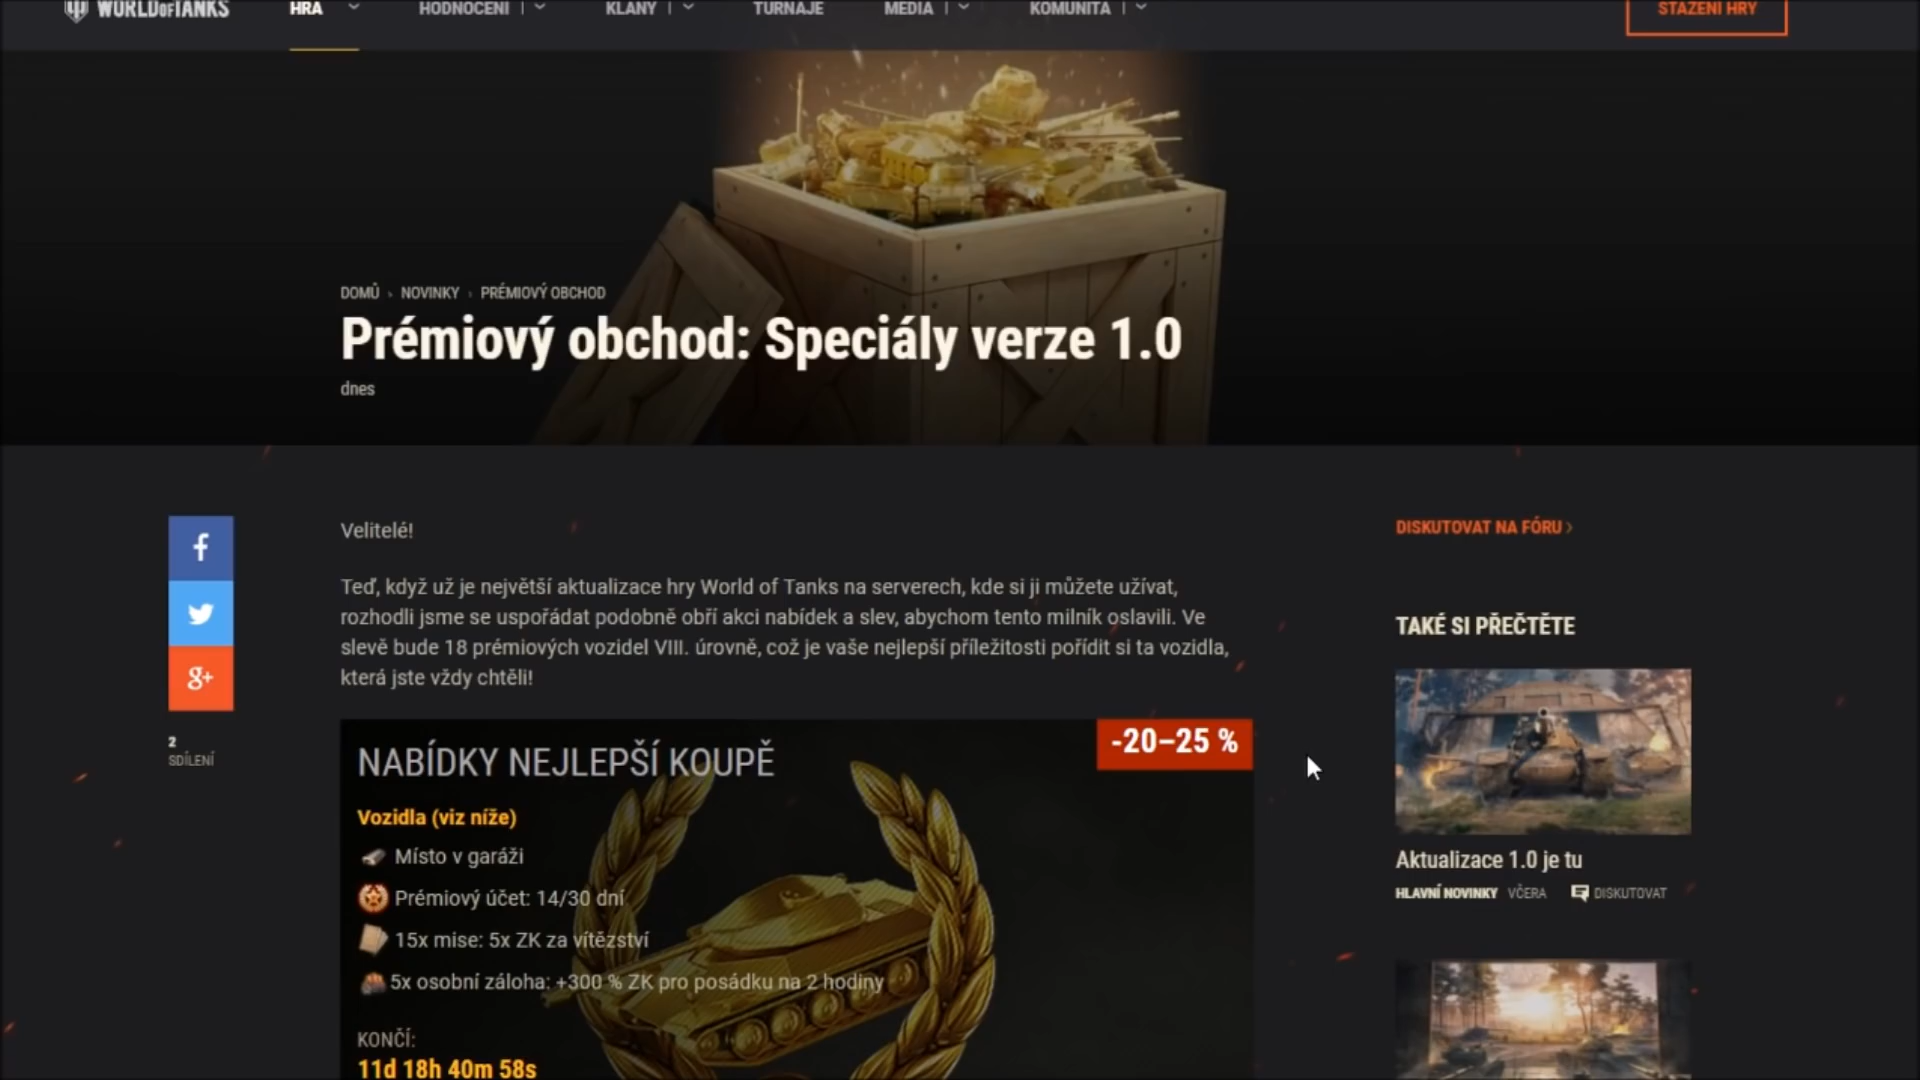 WORLD OF TANKS
HRA
HODNOCENÍ
KLANY
TURNAJE
MÉDIA
KOMUNITA
STAŽENÍ HRY
DOMŮ › NOVINKY › PRÉMIOVÝ OBCHOD
Prémiový obchod: Speciály verze 1.0
dnes
f
g+
2
SDÍLENÍ
Velitelé!
Teď, když už je největší aktualizace hry World of Tanks na serverech, kde si ji můžete užívat,
rozhodli jsme se uspořádat podobně obří akci nabídek a slev, abychom tento milník oslavili. Ve
slevě bude 18 prémiových vozidel VIII. úrovně, což je vaše nejlepší příležitosti pořídit si ta vozidla,
která jste vždy chtěli!
NABÍDKY NEJLEPŠÍ KOUPĚ
-20–25 %
Vozidla (viz níže)
Místo v garáži
Prémiový účet: 14/30 dní
15x mise: 5x ZK za vítězství
5x osobní záloha: +300 % ZK pro posádku na 2 hodiny
KONČÍ:
11d 18h 40m 58s
DISKUTOVAT NA FÓRU ›
TAKÉ SI PŘEČTĚTE
Aktualizace 1.0 je tu
HLAVNÍ NOVINKY VČERA DISKUTOVAT